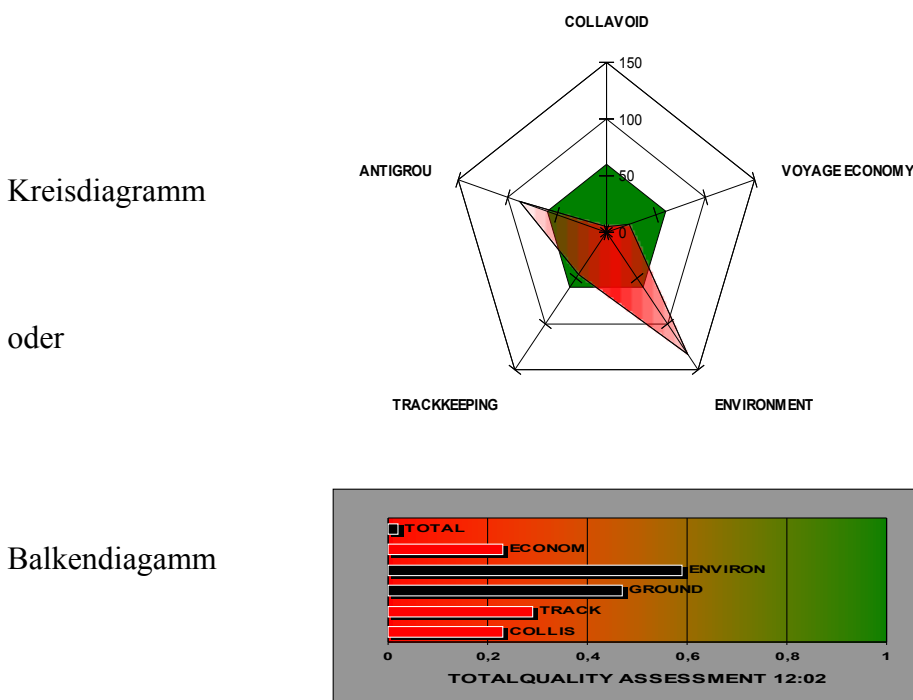 COLLAVOID
150
100
ANTIGROU
VOYAGE ECONOMY
Kreisdiagramm
50
0
oder
TRACKKEEPING
ENVIRONMENT
Balkendiagamm
TOTAL
ECONOM
ENVIRON
GROUND
TRACK
COLLIS
0 0,2 0,4 0,6 0,8 1
TOTALQUALITY ASSESSMENT 12:02